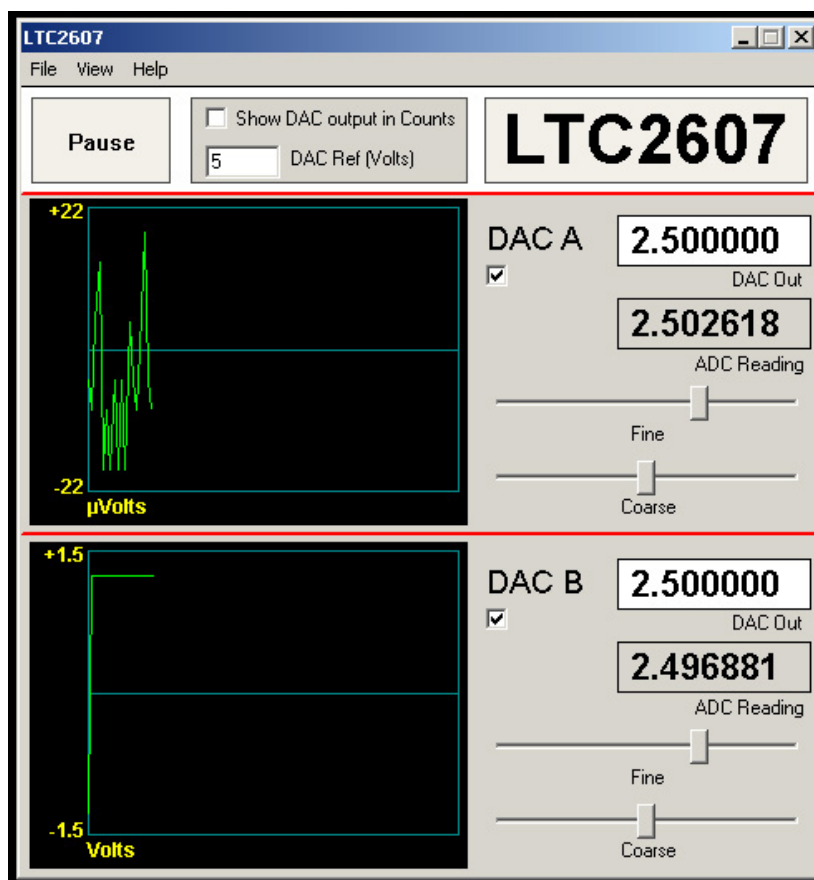 LTC2607
File View Help
Pause
Show DAC output in Counts
5 DAC Ref (Volts)
LTC2607
+22
-22
µVolts
DAC A
2.500000
DAC Out
2.502618
ADC Reading
Fine
Coarse
+1.5
-1.5
Volts
DAC B
2.500000
DAC Out
2.496881
ADC Reading
Fine
Coarse